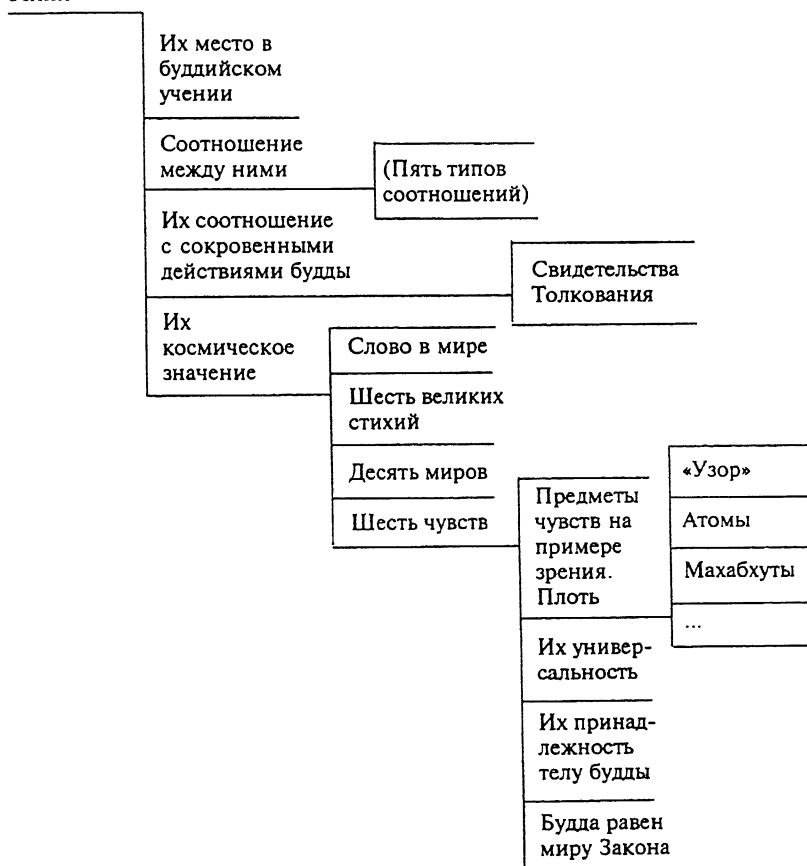 Их место в
буддийском
учении
Соотношение
между ними
(Пять типов
соотношений)
Их соотношение
с сокровенными
действиями будды
Свидетельства
Толкования
Их
космическое
значение
Слово в мире
Шесть великих
стихий
Десять миров
Шесть чувств
Предметы
чувств на
примере
зрения.
Плоть
«Узор»
Атомы
Махабхуты
...
Их универ-
сальность
Их принад-
лежность
телу будды
Будда равен
миру Закона